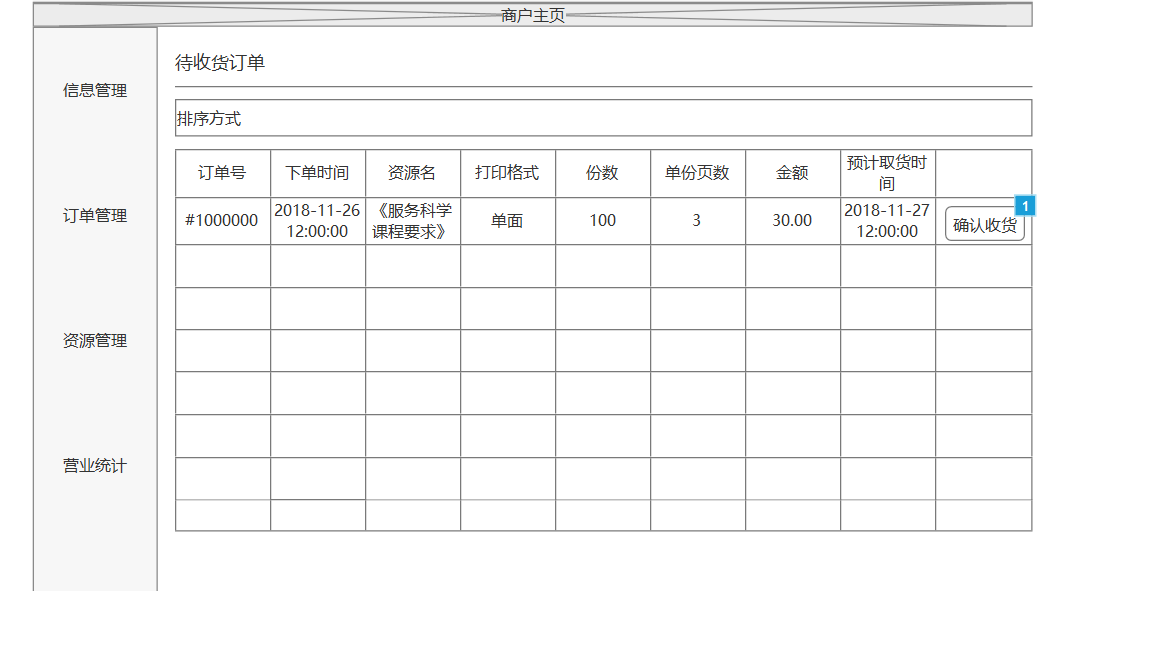 商户主页
信息管理
订单管理
资源管理
营业统计
待收货订单
排序方式
订单号 下单时间 资源名 打印格式 份数 单份页数 金额 预计取货时
间
#1000000 2018-11-26 《服务科学 单面 100 3 30.00 2018-11-27 确认收货 1
12:00:00 课程要求》 12:00:00